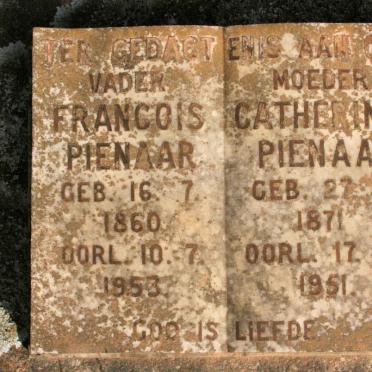 TER GEDAGTENIS AAN
VADER
FRANCOIS
PIENAAR
GEB. 16. 7.
1860
OORL. 10. 7
1953.
MOEDER
CATHERIN
PIENAA
GEB 27
1871
OORL. 17.
1951.
GOD IS LIEFDE